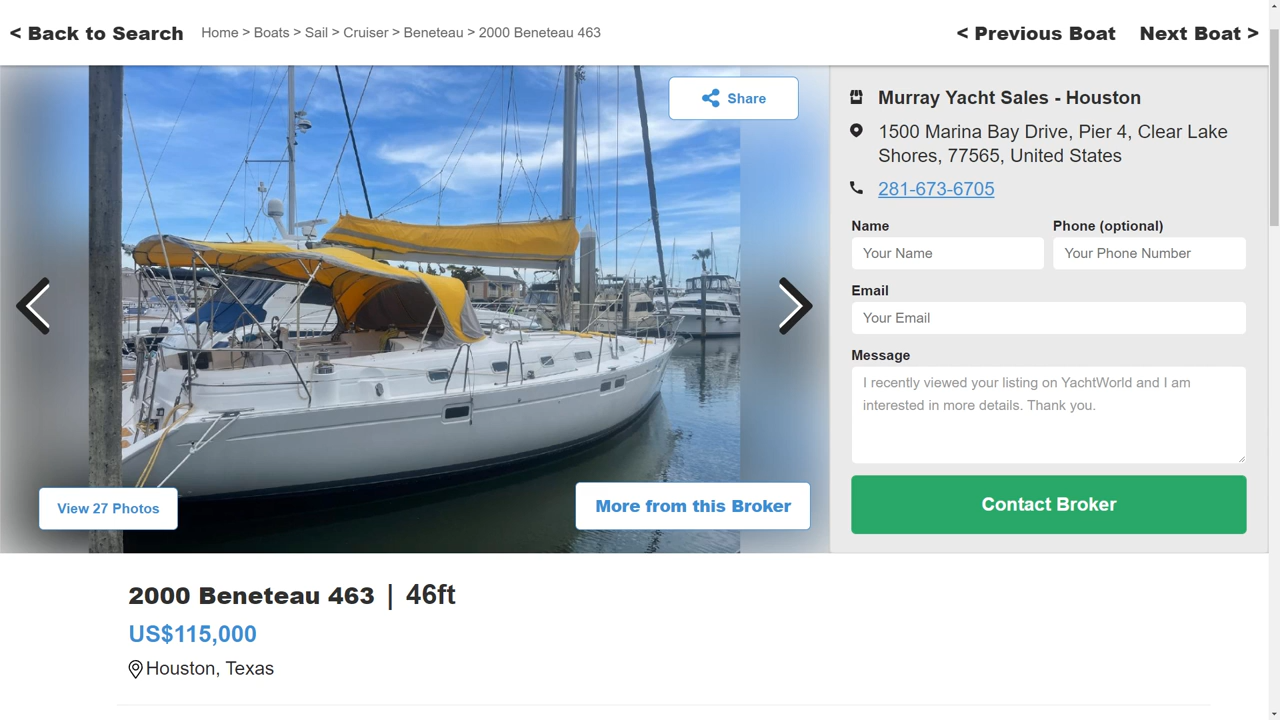 < Back to Search
Home > Boats > Sail > Cruiser > Beneteau > 2000 Beneteau 463
< Previous Boat
Next Boat >
Share
View 27 Photos
More from this Broker
Murray Yacht Sales - Houston
1500 Marina Bay Drive, Pier 4, Clear Lake
Shores, 77565, United States
281-673-6705
Name
Phone (optional)
Your Name
Your Phone Number
Email
Your Email
Message
I recently viewed your listing on YachtWorld and I am
interested in more details. Thank you.
Contact Broker
2000 Beneteau 463 | 46ft
US$115,000
Houston, Texas